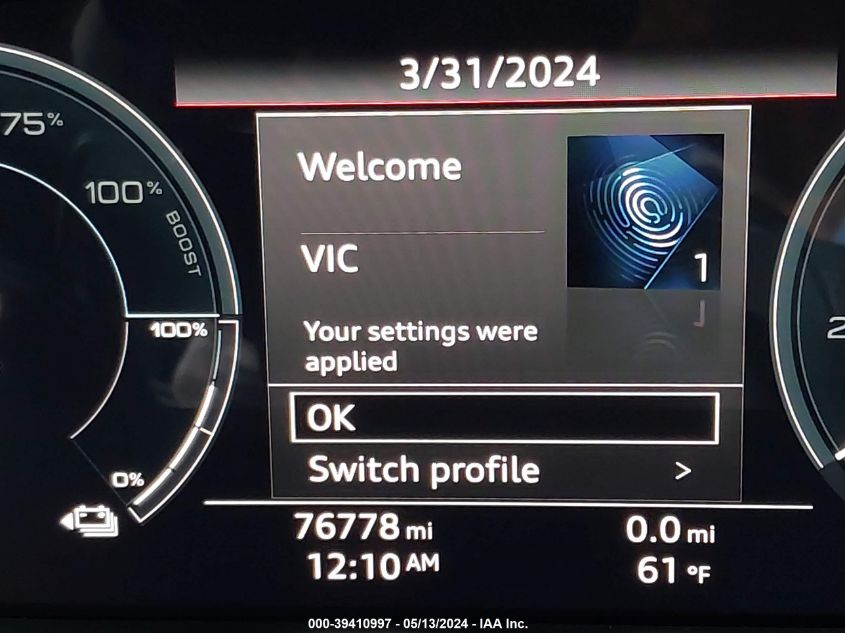 3/31/2024
75%
100%
BOOST
100%
0%
Welcome
1
VIC
Your settings were
applied
OK
Switch profile >
76778 mi 0.0 mi
12:10 AM 61 °F
2
000-39410997 - 05/13/2024 - IAA Inc.